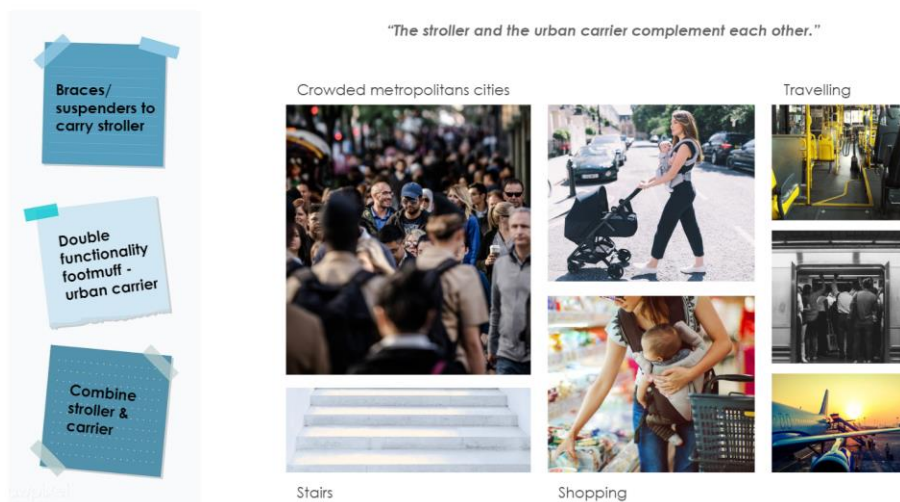 “The stroller and the urban carrier complement each other.”
Braces/
suspenders to
carry stroller
Double
functionality
footmuff -
urban carrier
Combine
stroller &
carrier
Crowded metropolitans cities
Travelling
Stairs
Shopping